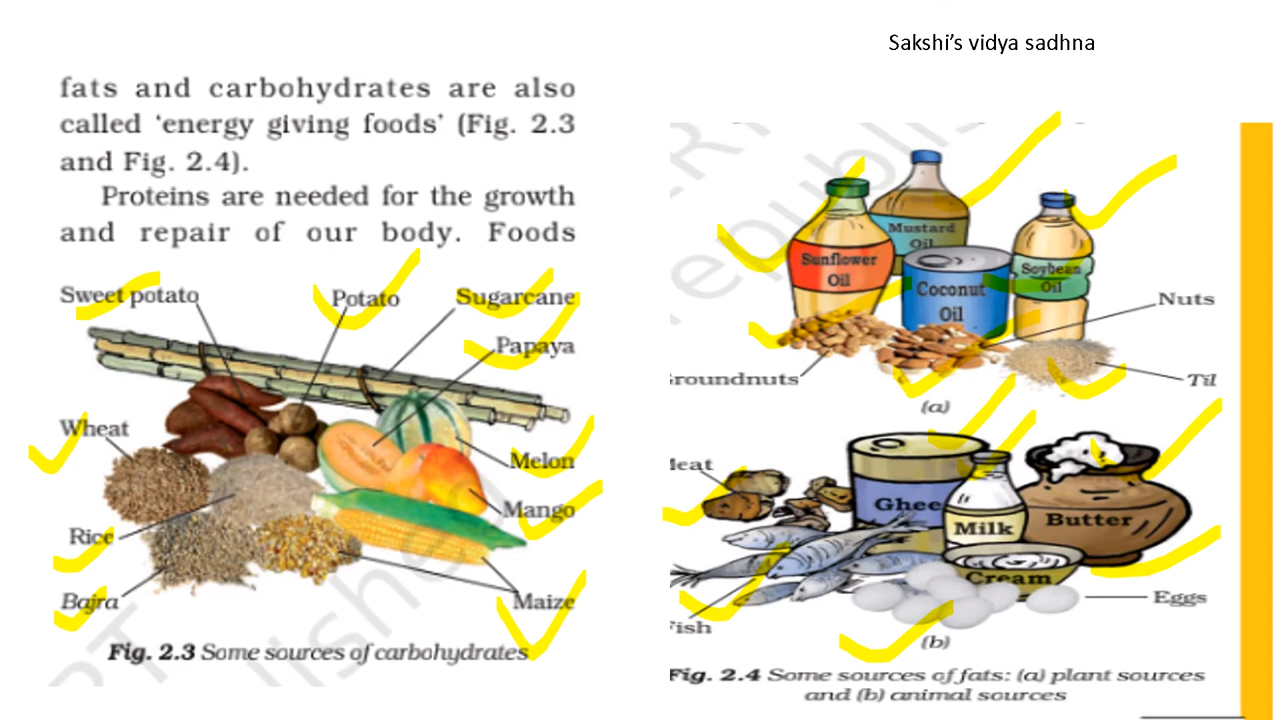 Sakshi's vidya sadhna
fats and carbohydrates are also
called 'energy giving foods' (Fig. 2.3
and Fig. 2.4).
Proteins are needed for the growth
and repair of our body. Foods
Sweet potato
Potato
Sugarcane
Papaya
Wheat
Melon
Mango
Rice
Bajra
Maize
Fig. 2.3 Some sources of carbohydrates
Mustard
Oil
Sunflower
Oil
Soybean
Oil
Coconut
Oil
Nuts
roundnuts
Til
(a)
eat
Ghee
Milk
Butter
Cream
Eggs
Fish
(b)
Fig. 2.4 Some sources of fats: (a) plant sources
and (b) animal sources